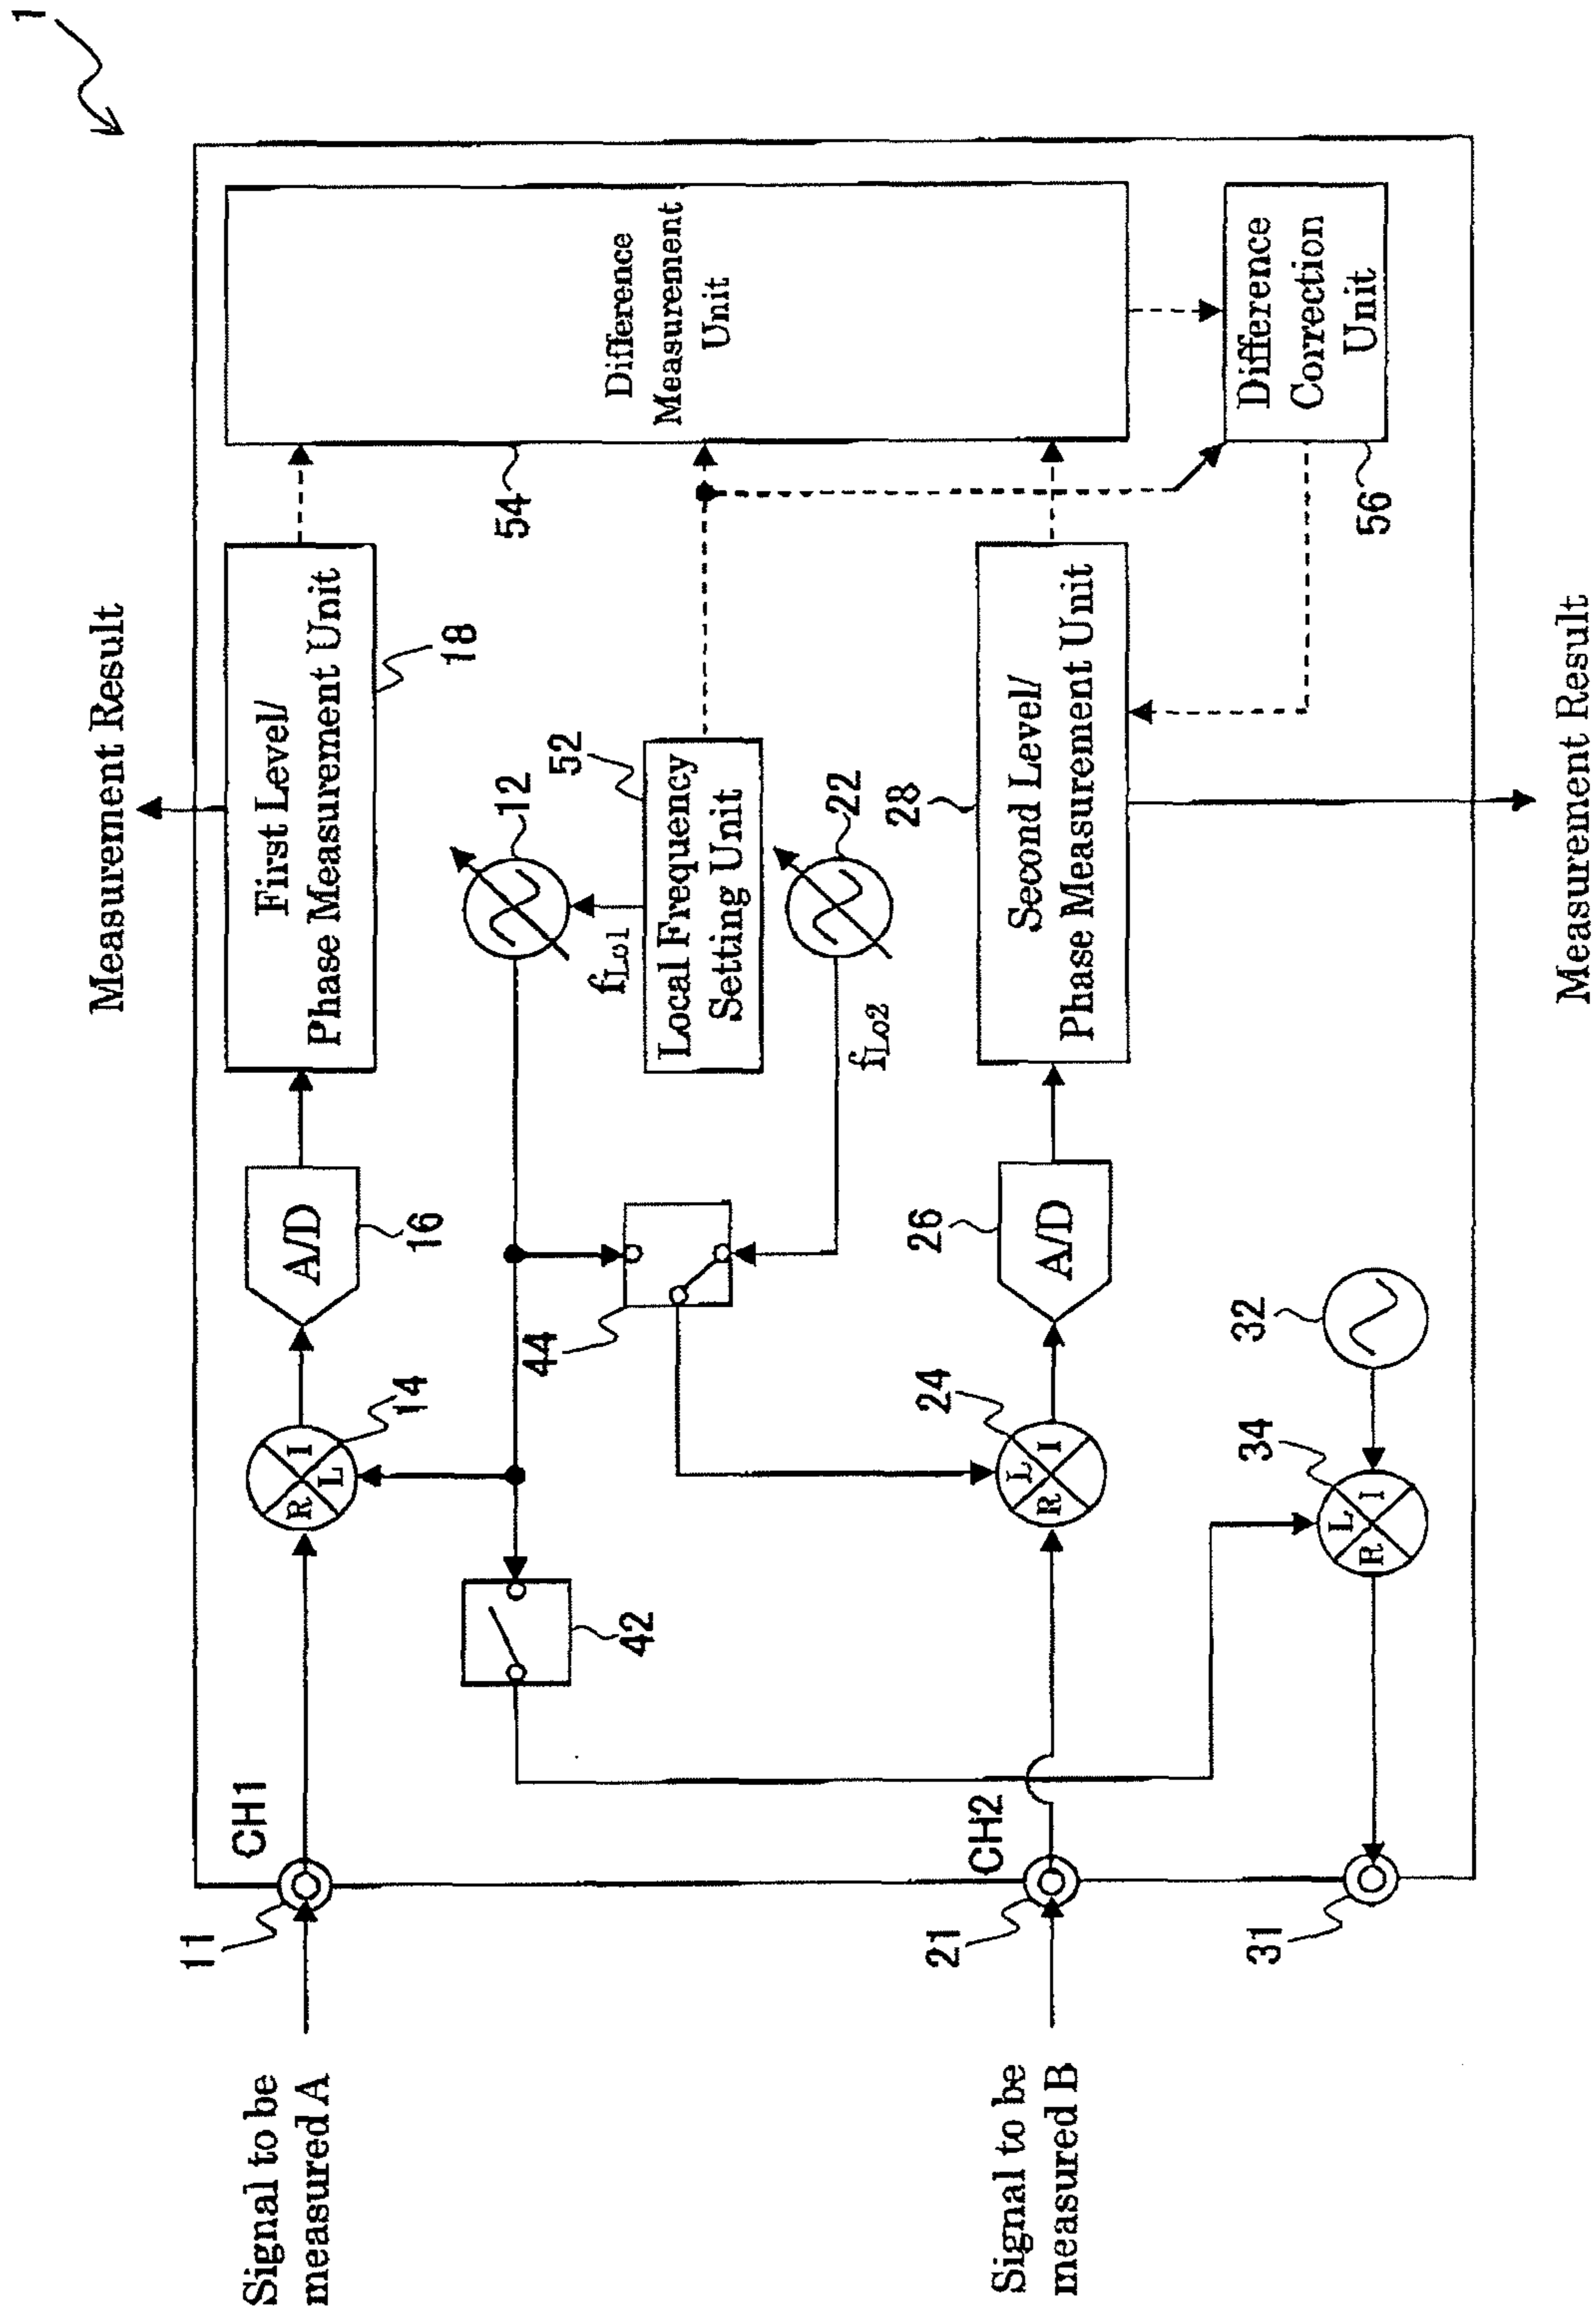 1
Measurement Result
Signal to be
measured A
11
CH1
R
I
L
14
A/D
16
First Level/
Phase Measurement Unit
18
Difference
Measurement
Unit
54
42
44
12
fLo1
52
Local Frequency
Setting Unit
22
fLo2
Signal to be
measured B
21
CH2
L
R
I
24
A/D
26
Second Level/
Phase Measurement Unit
28
Difference
Correction
Unit
56
31
L
R
I
34
32
Measurement Result